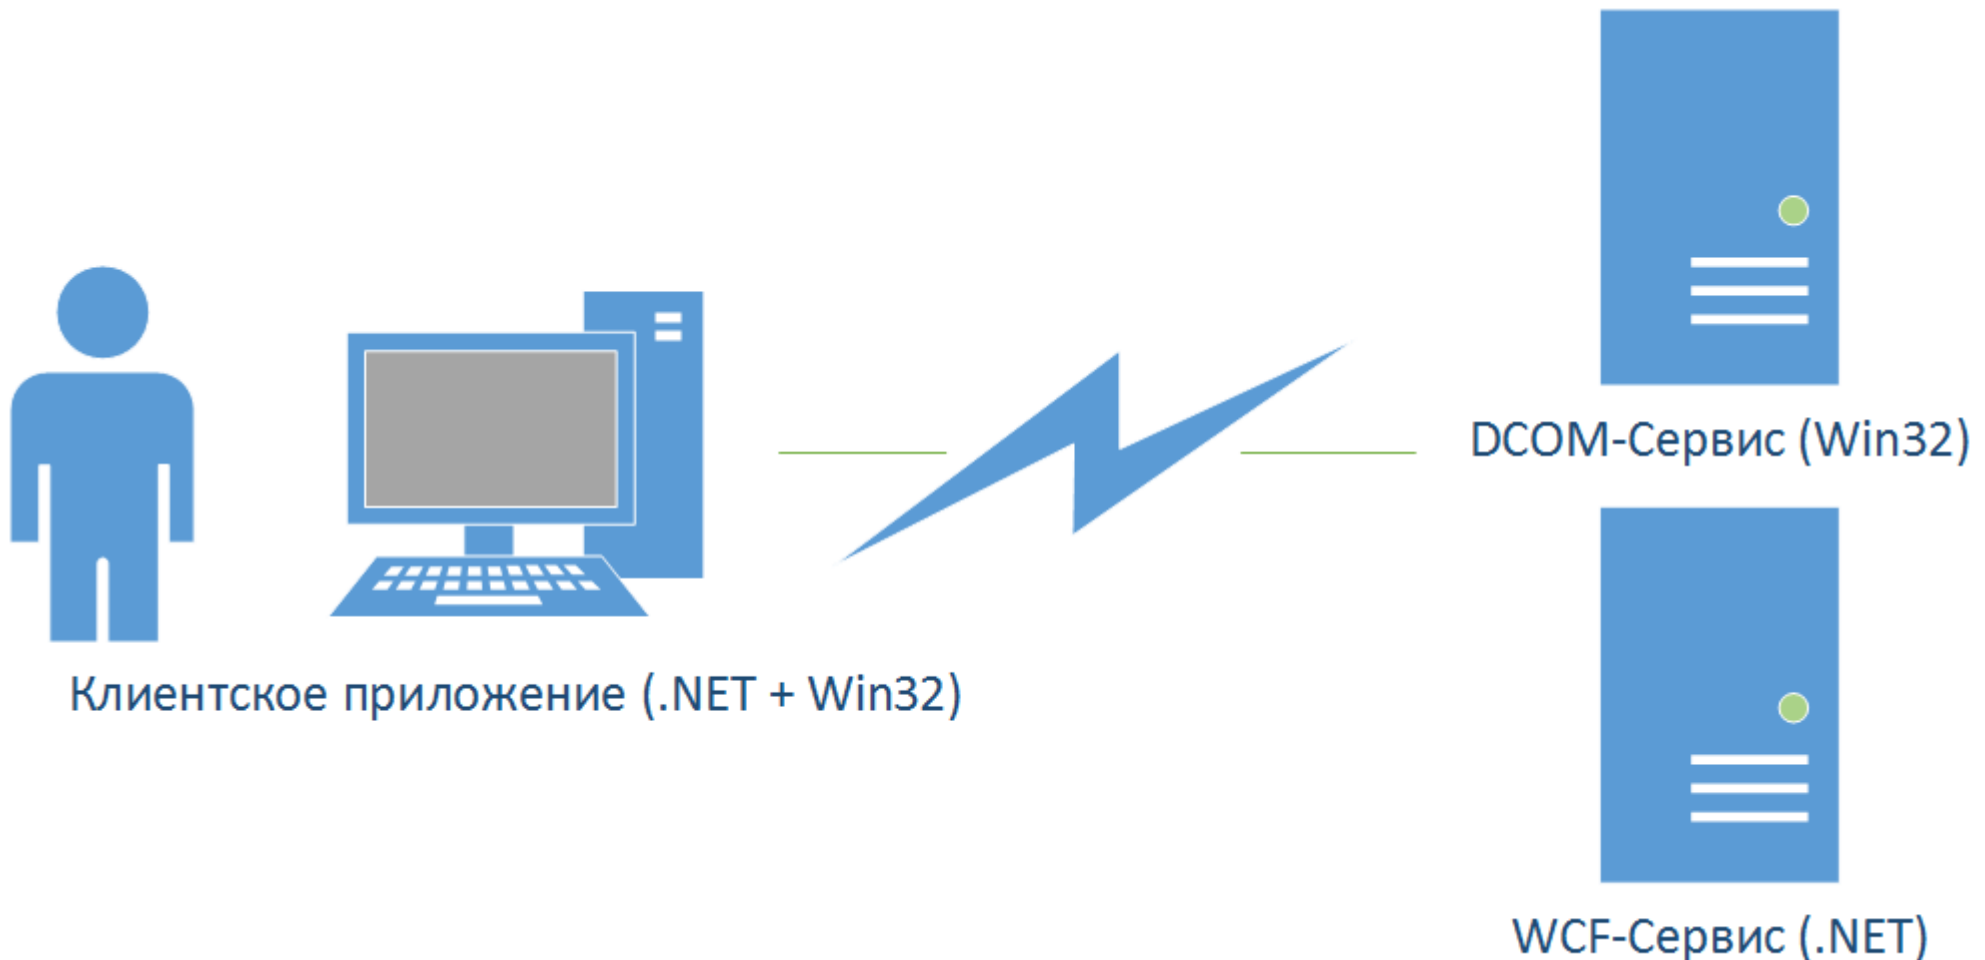 DCOM-Сервис (Win32)
Клиентское приложение (.NET + Win32)
WCF-Сервис (.NET)